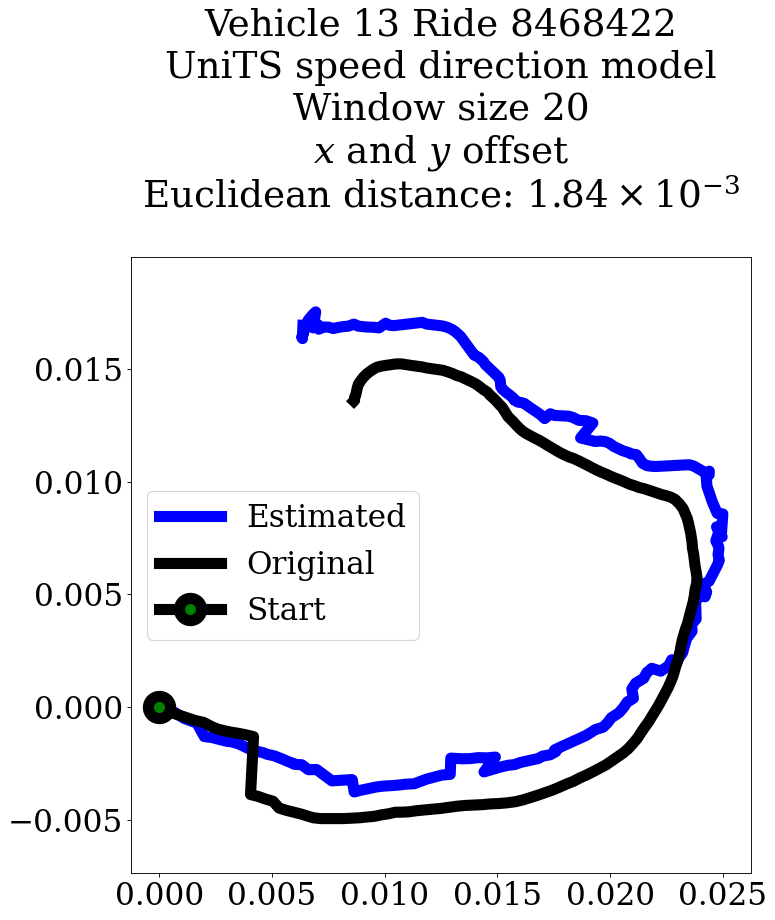 Vehicle 13 Ride 8468422
UniTS speed direction model
Window size 20
x and y offset
Euclidean distance: 1.84 × 10⁻³
0.015
0.010
0.005
0.000
−0.005
Estimated
Original
Start
0.000 0.005 0.010 0.015 0.020 0.025